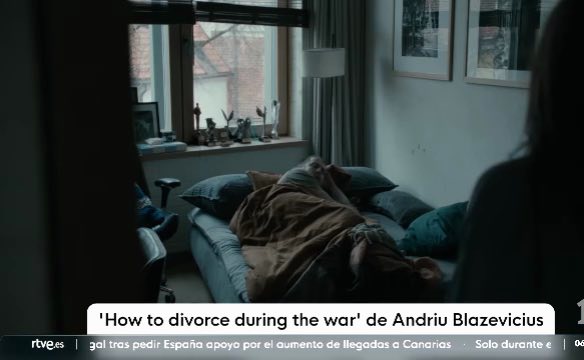 'How to divorce during the war' de Andriu Blazevicius
rtve.es | gal tras pedir España apoyo por el aumento de llegadas a Canarias · Solo durante e